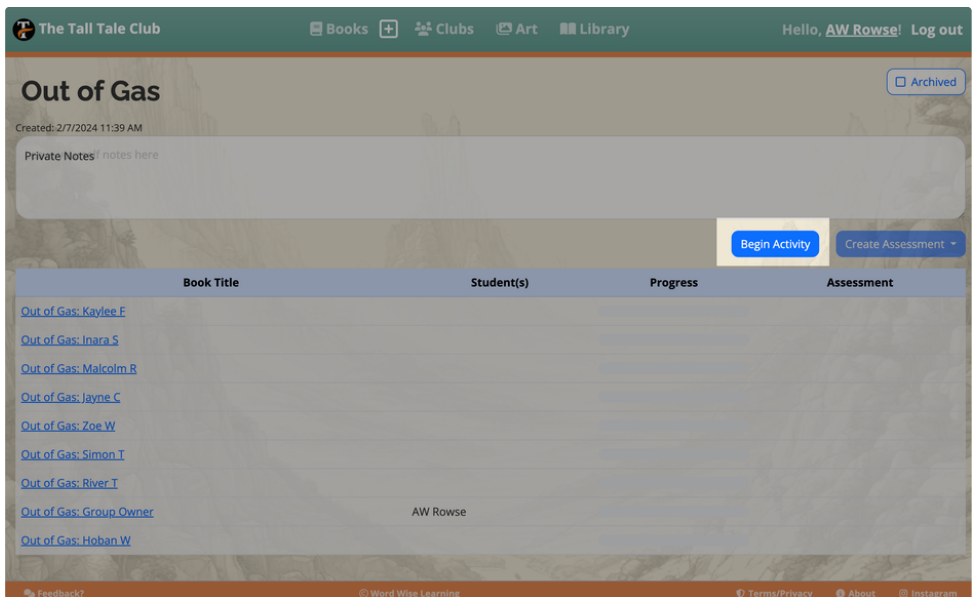 The Tall Tale Club Books Clubs Art Library Hello, AW Rowse! Log out
Out of Gas
Archived
Created: 2/7/2024 11:39 AM
Private Notes notes here
Begin Activity Create Assessment
Book Title Student(s) Progress Assessment
Out of Gas: Kaylee F
Out of Gas: Inara S
Out of Gas: Malcolm R
Out of Gas: Jayne C
Out of Gas: Zoe W
Out of Gas: Simon T
Out of Gas: River T
Out of Gas: Group Owner AW Rowse
Out of Gas: Hoban W
Feedback? © Word Wise Learning Terms/Privacy About Instagram